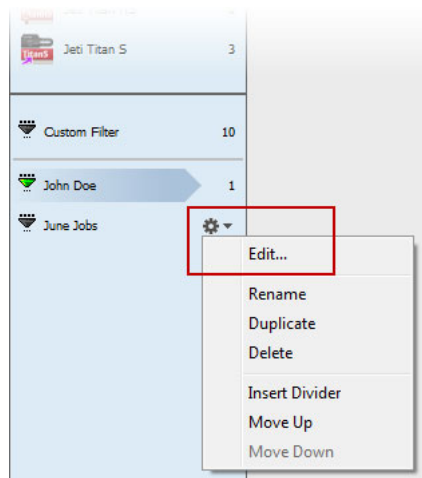 Jeti Titan S 3
Custom Filter 10
John Doe 1
June Jobs
Edit...
Rename
Duplicate
Delete
Insert Divider
Move Up
Move Down